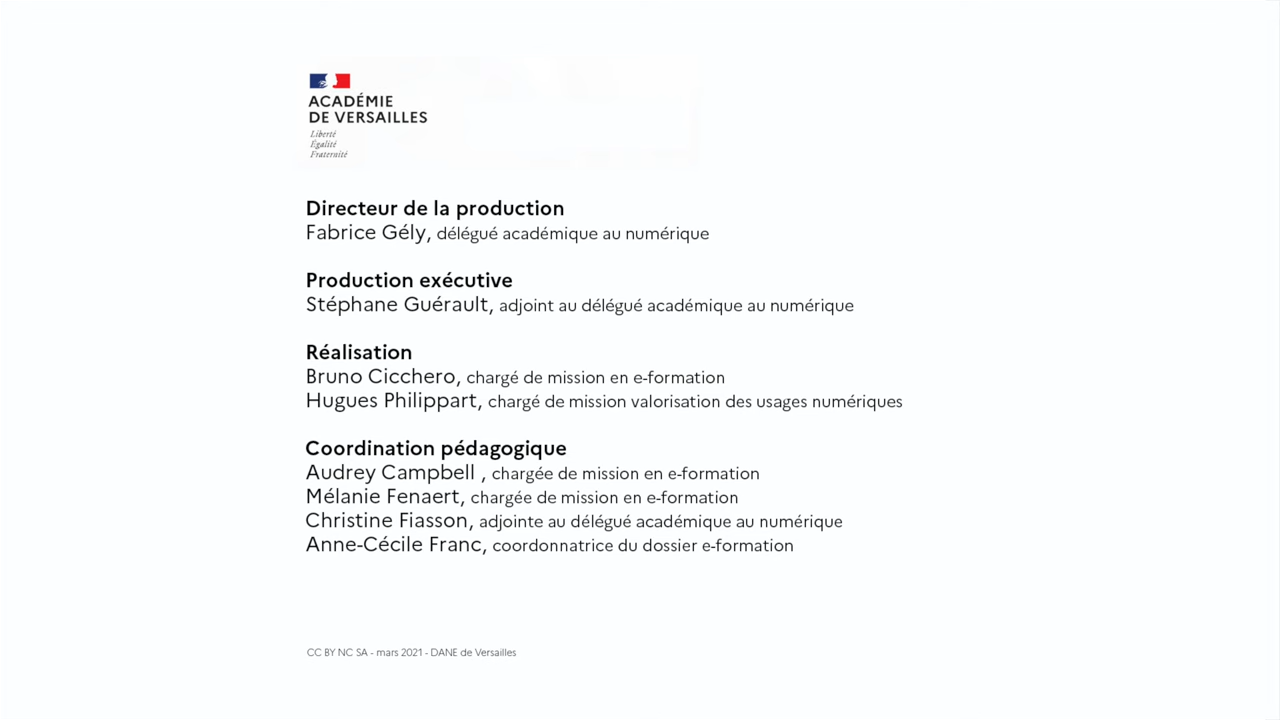 ACADÉMIE
DE VERSAILLES
Liberté
Égalité
Fraternité
Directeur de la production
Fabrice Gély, délégué académique au numérique
Production exécutive
Stéphane Guérault, adjoint au délégué académique au numérique
Réalisation
Bruno Cicchero, chargé de mission en e-formation
Hugues Philippart, chargé de mission valorisation des usages numériques
Coordination pédagogique
Audrey Campbell , chargée de mission en e-formation
Mélanie Fenaert, chargée de mission en e-formation
Christine Fiasson, adjointe au délégué académique au numérique
Anne-Cécile Franc, coordonnatrice du dossier e-formation
CC BY NC SA - mars 2021 - DANE de Versailles